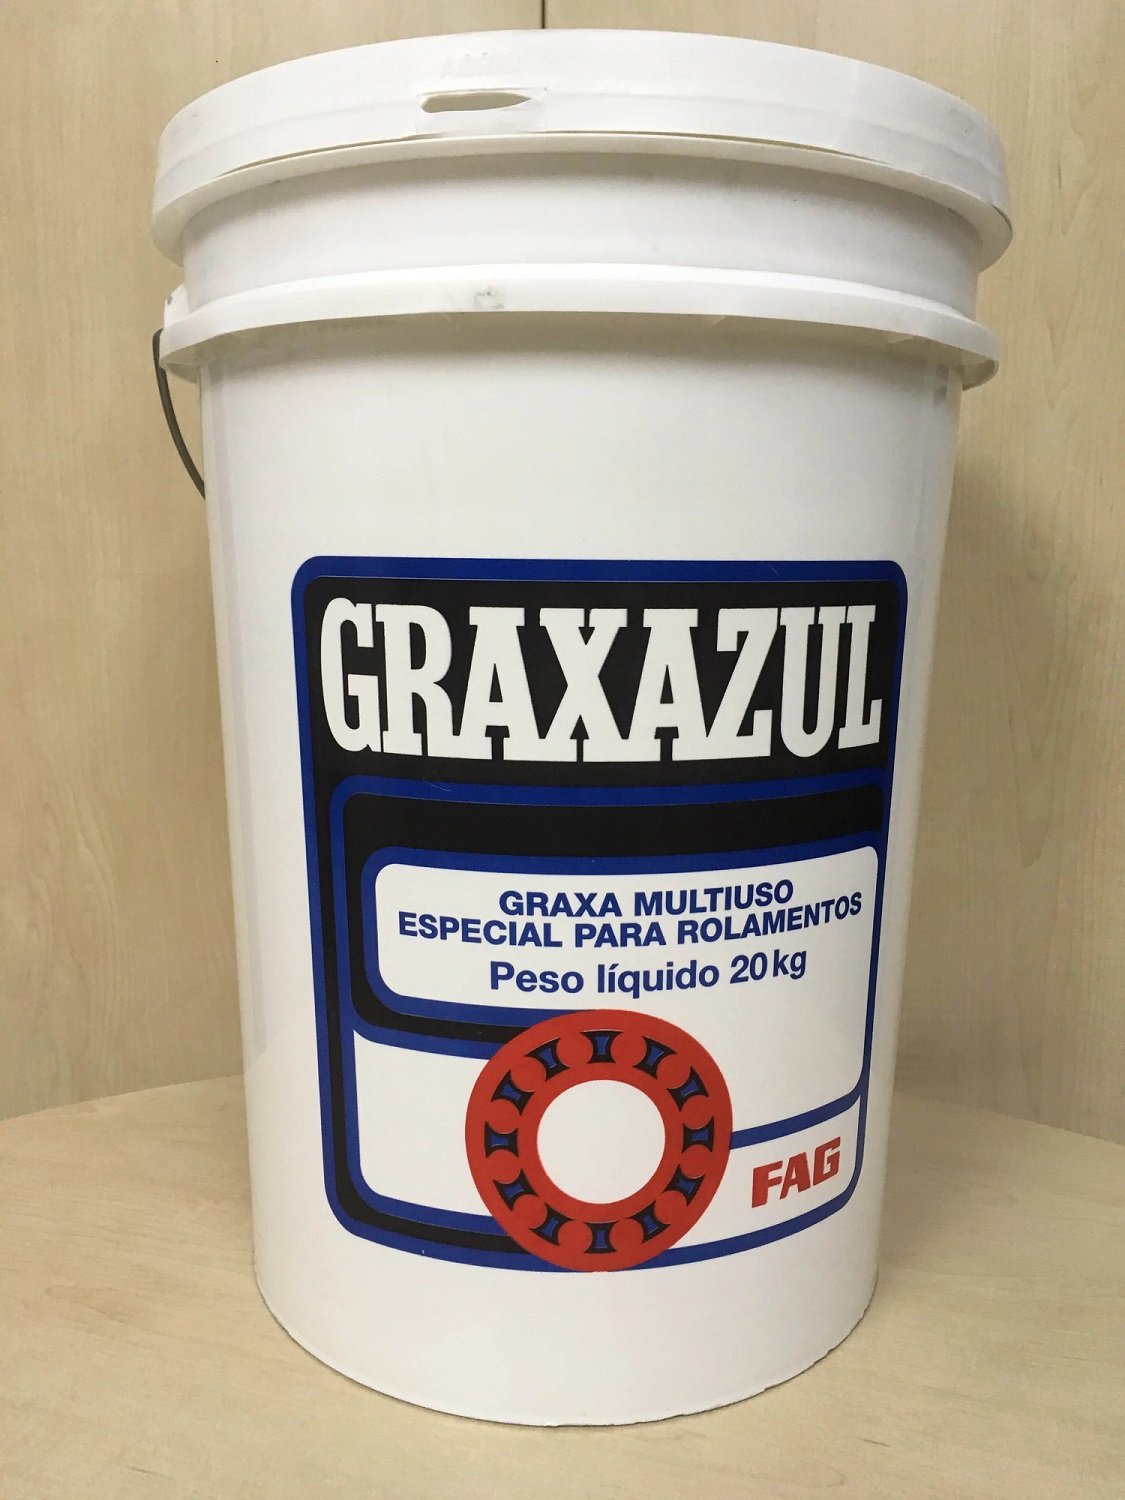 GRAXAZUL
GRAXA MULTIUSO
ESPECIAL PARA ROLAMENTOS
Peso líquido 20kg
FAG